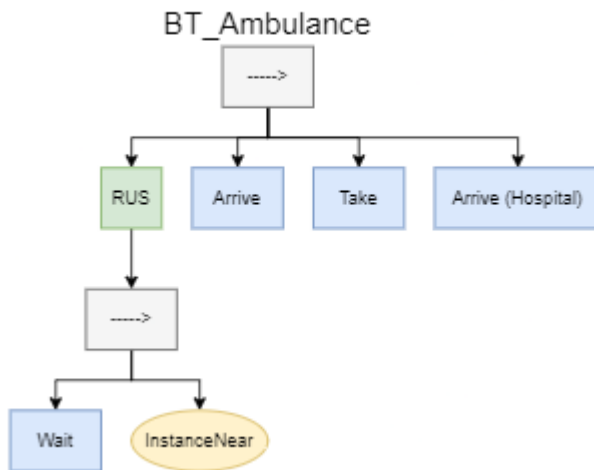 BT_Ambulance
----->
RUS
Arrive
Take
Arrive (Hospital)
----->
Wait
InstanceNear